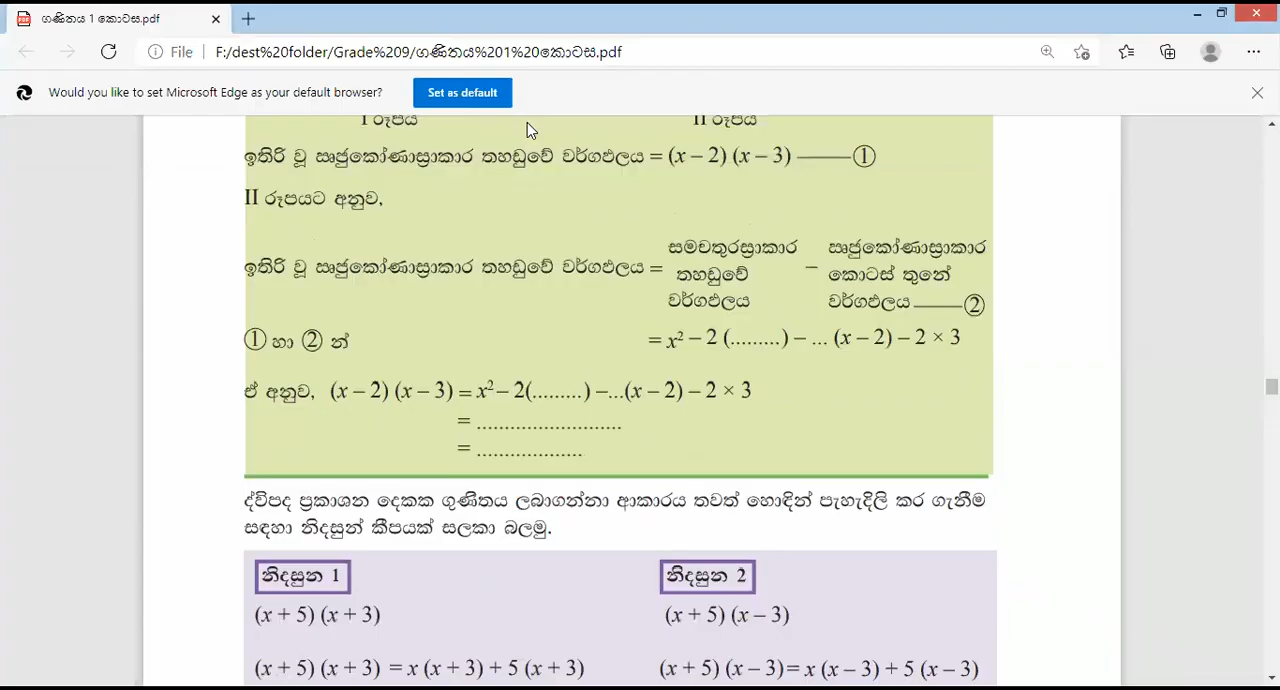 ගණිතය 1 කොටස.pdf
File F:/dest%20folder/Grade%209/ගණිතය%201%20කොටස.pdf
Would you like to set Microsoft Edge as your default browser? Set as default
I රූපය II රූපය
ඉතිරි වූ ඍජුකෝණාස්‍රාකාර තහඩුවේ වර්ගඵලය = (x – 2) (x – 3) ——— ①
II රූපයට අනුව,
ඉතිරි වූ ඍජුකෝණාස්‍රාකාර තහඩුවේ වර්ගඵලය = සමචතුරස්‍රාකාර තහඩුවේ වර්ගඵලය – ඍජුකෝණාස්‍රාකාර කොටස් තුනේ වර්ගඵලය ——— ②
① හා ② න් = x² – 2 (.........) – ... (x – 2) – 2 × 3
ඒ අනුව, (x – 2) (x – 3) = x² – 2(.........) –...(x – 2) – 2 × 3
= ..........................
= ...................
ද්විපද ප්‍රකාශන දෙකක ගුණිතය ලබාගන්නා ආකාරය තවත් හොඳින් පැහැදිලි කර ගැනීම
සඳහා නිදසුන් කීපයක් සලකා බලමු.
නිදසුන 1 නිදසුන 2
(x + 5) (x + 3) (x + 5) (x – 3)
(x + 5) (x + 3) = x (x + 3) + 5 (x + 3) (x + 5) (x – 3) = x (x – 3) + 5 (x – 3)